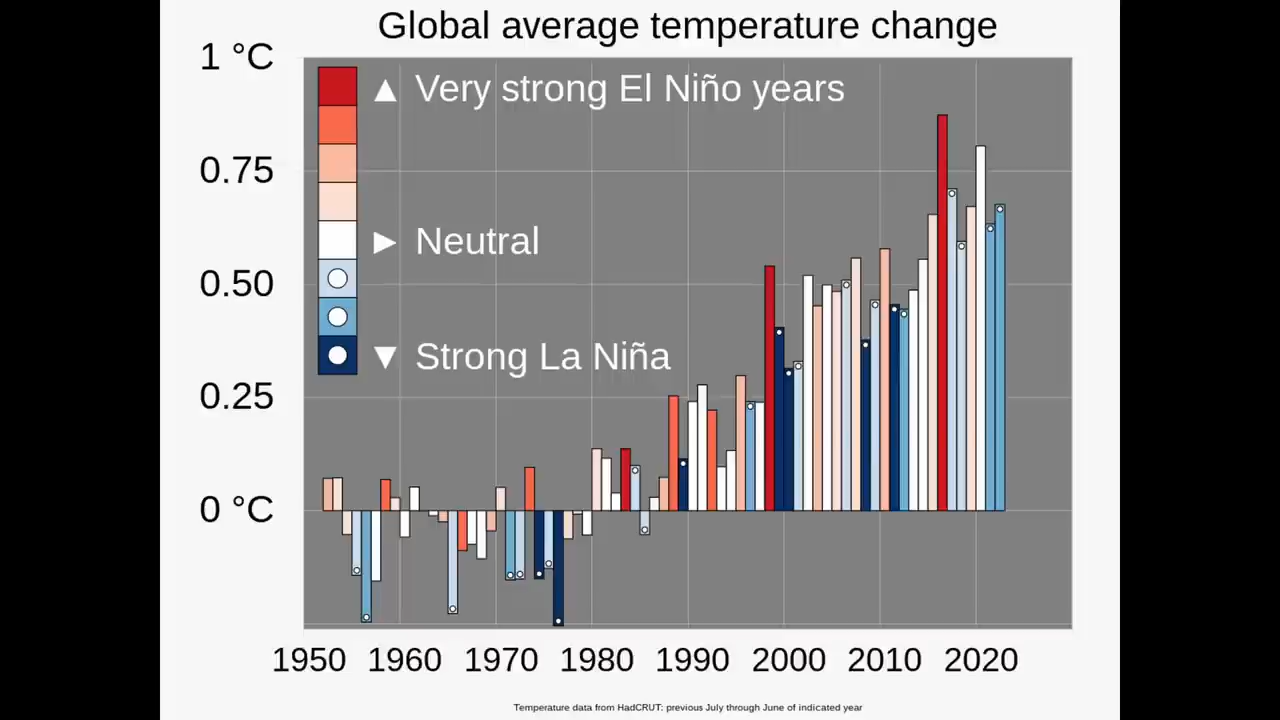 Global average temperature change
1 °C
Very strong El Niño years
0.75
Neutral
0.50
Strong La Niña
0.25
0 °C
1950 1960 1970 1980 1990 2000 2010 2020
Temperature data from HadCRUT: previous July through June of indicated year